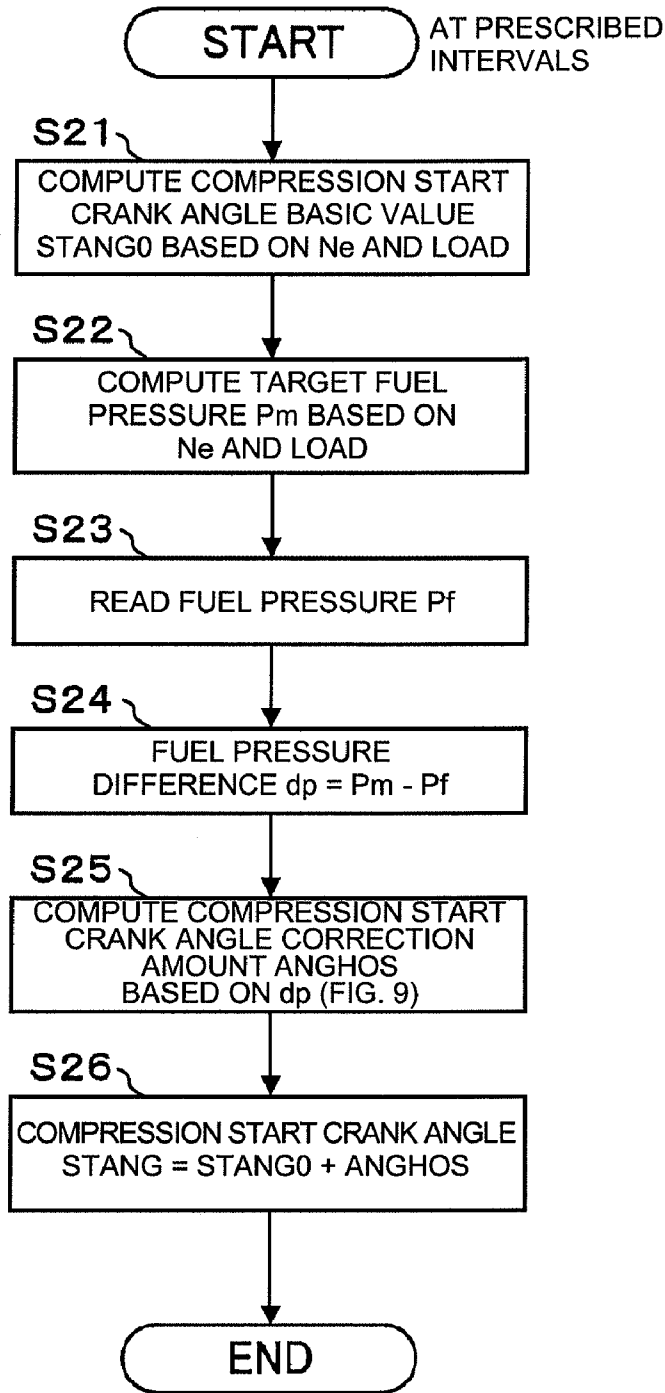 START
AT PRESCRIBED
INTERVALS
S21
COMPUTE COMPRESSION START
CRANK ANGLE BASIC VALUE
STANG0 BASED ON Ne AND LOAD
S22
COMPUTE TARGET FUEL
PRESSURE Pm BASED ON
Ne AND LOAD
S23
READ FUEL PRESSURE Pf
S24
FUEL PRESSURE
DIFFERENCE dp = Pm - Pf
S25
COMPUTE COMPRESSION START
CRANK ANGLE CORRECTION
AMOUNT ANGHOS
BASED ON dp (FIG. 9)
S26
COMPRESSION START CRANK ANGLE
STANG = STANG0 + ANGHOS
END